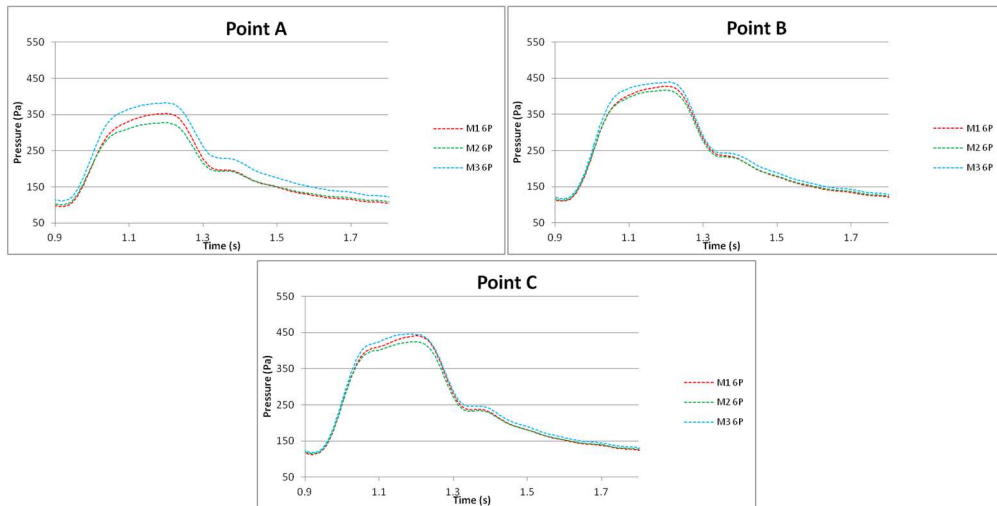 Point A
550
450
350
250
150
50
Pressure (Pa)
0.9 1.1 1.3 1.5 1.7
Time (s)
M1 6P
M2 6P
M3 6P
Point B
550
450
350
250
150
50
Pressure (Pa)
0.9 1.1 1.3 1.5 1.7
Time (s)
M1 6P
M2 6P
M3 6P
Point C
550
450
350
250
150
50
Pressure (Pa)
0.9 1.1 1.3 1.5 1.7
Time (s)
M1 6P
M2 6P
M3 6P